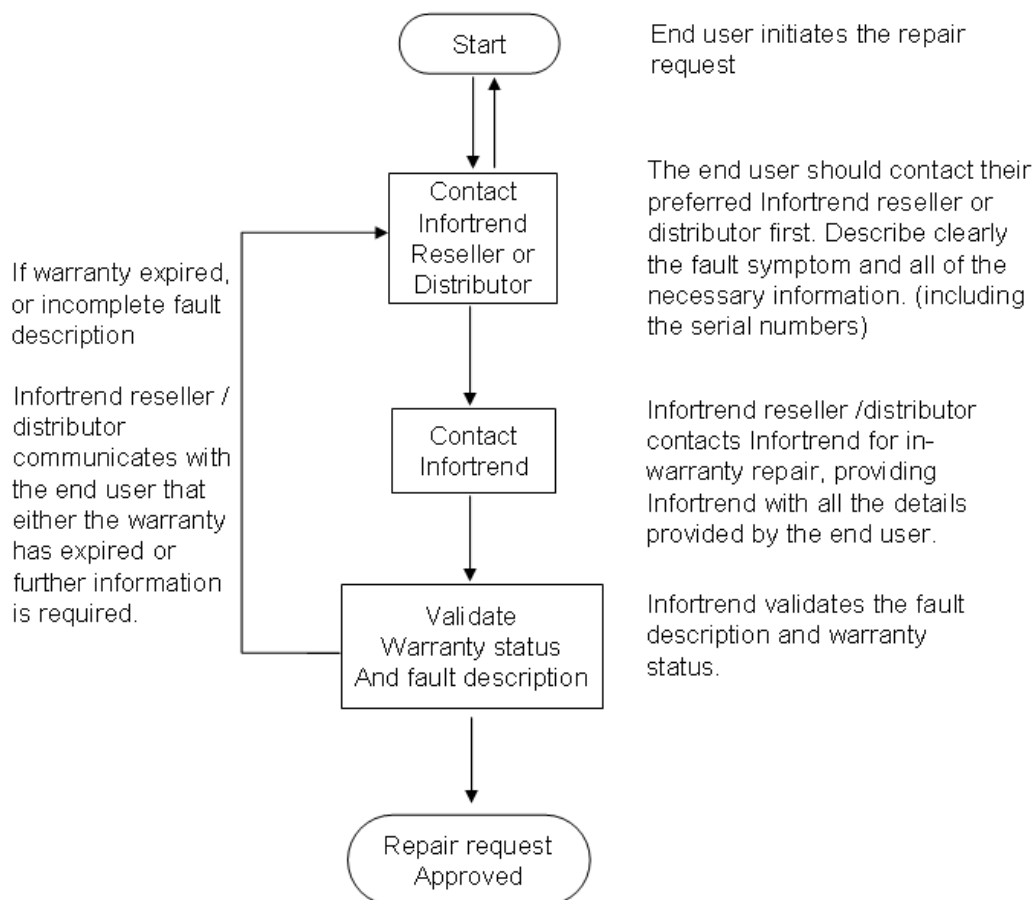 Start
End user initiates the repair
request
Contact
Infortrend
Reseller or
Distributor
The end user should contact their
preferred Infortrend reseller or
distributor first. Describe clearly
the fault symptom and all of the
necessary information. (including
the serial numbers)
If warranty expired,
or incomplete fault
description
Infortrend reseller /
distributor
communicates with
the end user that
either the warranty
has expired or
further information
is required.
Contact
Infortrend
Infortrend reseller /distributor
contacts Infortrend for in-
warranty repair, providing
Infortrend with all the details
provided by the end user.
Validate
Warranty status
And fault description
Infortrend validates the fault
description and warranty
status.
Repair request
Approved